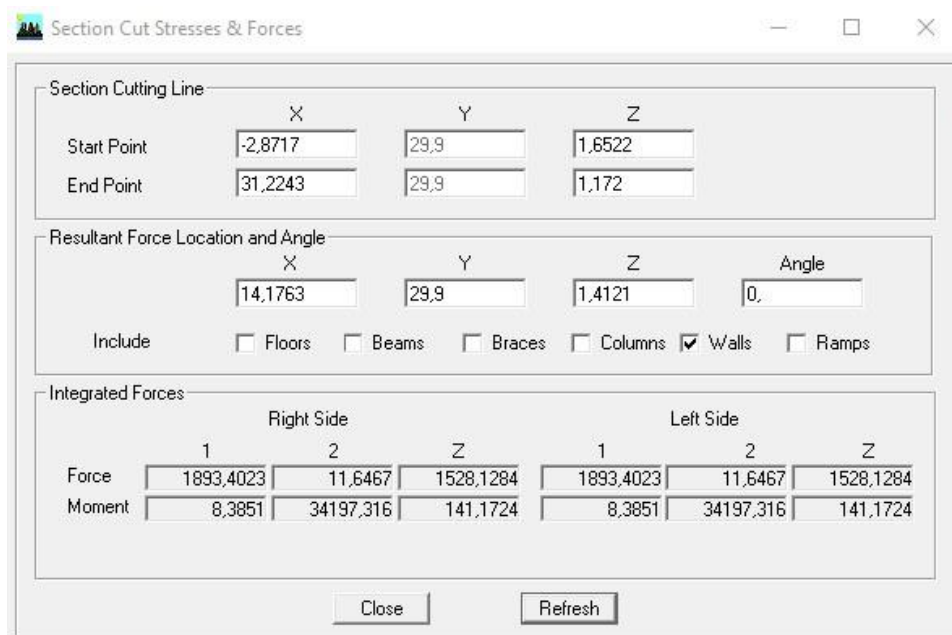 Section Cut Stresses & Forces
Section Cutting Line
X Y Z
Start Point -2,8717 29,9 1,6522
End Point 31,2243 29,9 1,172
Resultant Force Location and Angle
X Y Z Angle
14,1763 29,9 1,4121 0,
Include Floors Beams Braces Columns Walls Ramps
Integrated Forces
Right Side Left Side
1 2 Z 1 2 Z
Force 1893,4023 11,6467 1528,1284 1893,4023 11,6467 1528,1284
Moment 8,3851 34197,316 141,1724 8,3851 34197,316 141,1724
Close Refresh